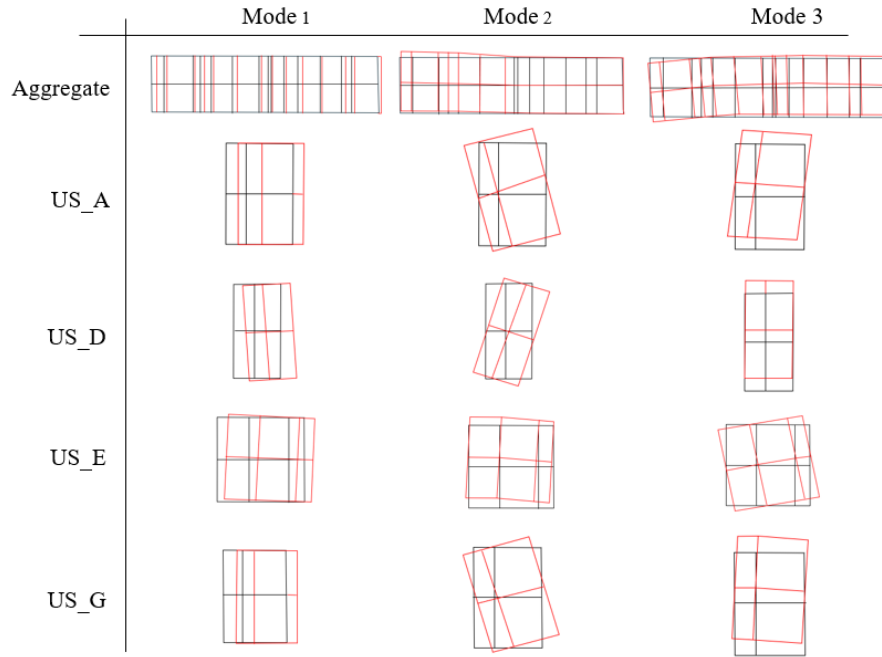 Mode 1 Mode 2 Mode 3
Aggregate
US_A
US_D
US_E
US_G